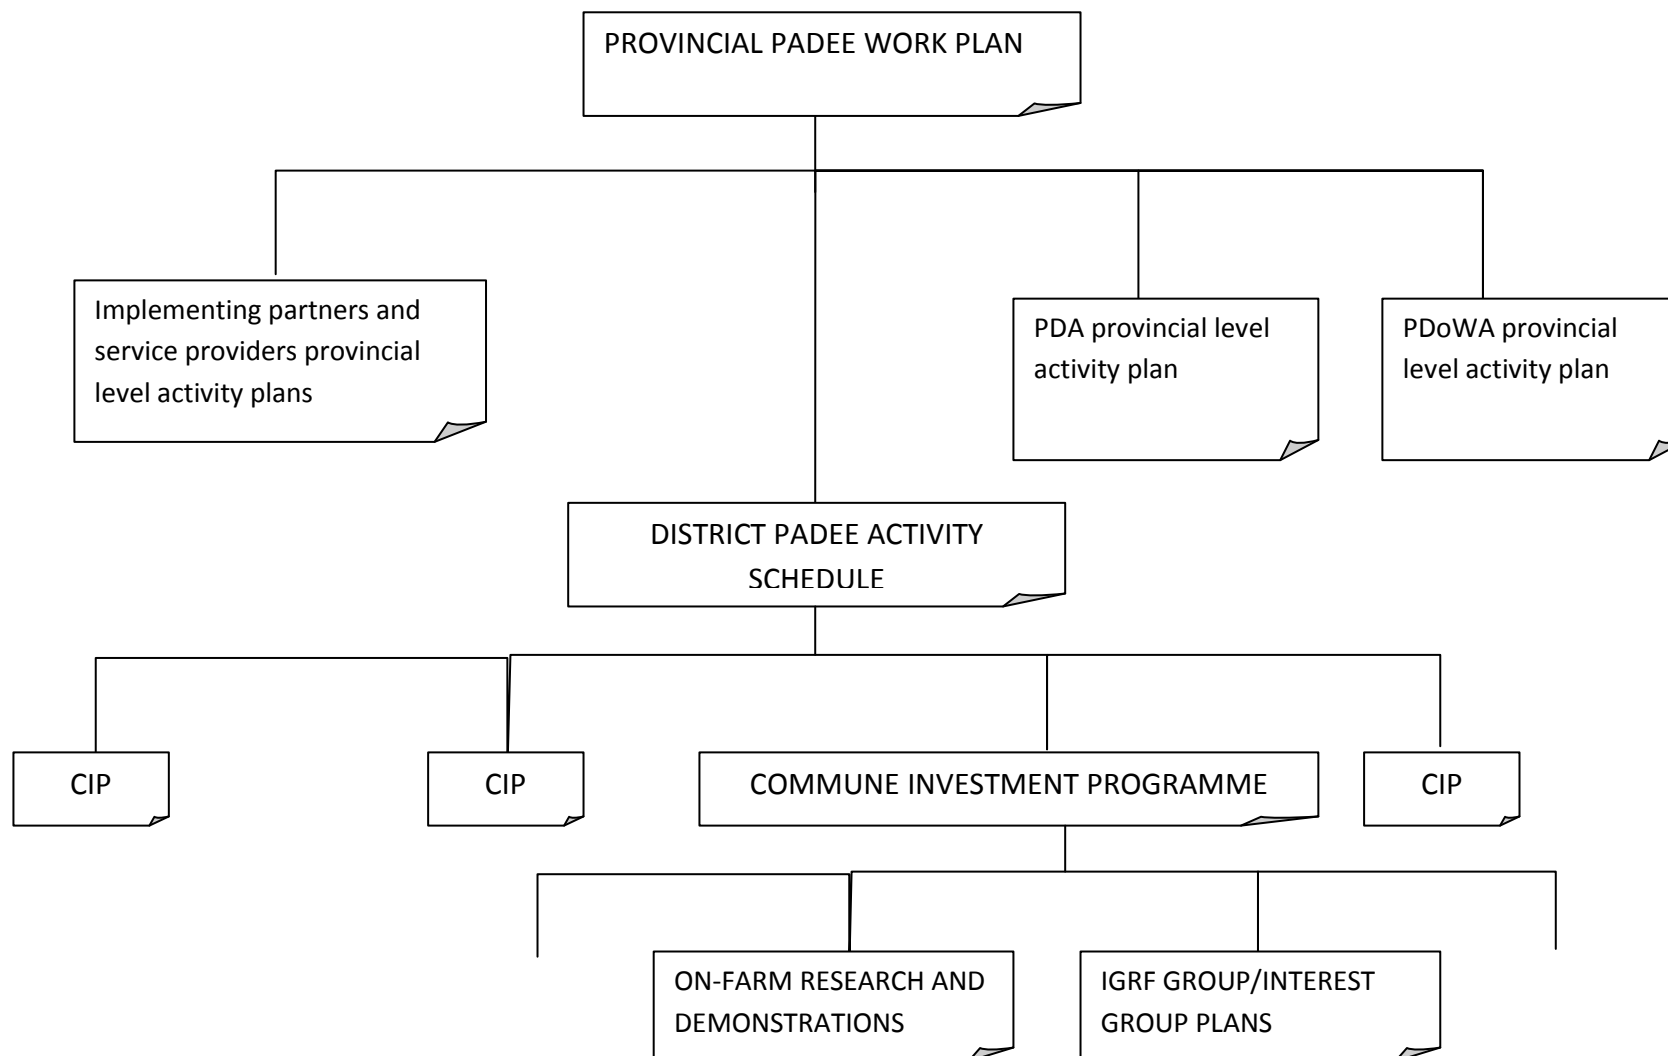 PROVINCIAL PADEE WORK PLAN
Implementing partners and
service providers provincial
level activity plans
PDA provincial level
activity plan
PDoWA provincial
level activity plan
DISTRICT PADEE ACTIVITY
SCHEDULE
CIP
CIP
COMMUNE INVESTMENT PROGRAMME
CIP
ON-FARM RESEARCH AND
DEMONSTRATIONS
IGRF GROUP/INTEREST
GROUP PLANS